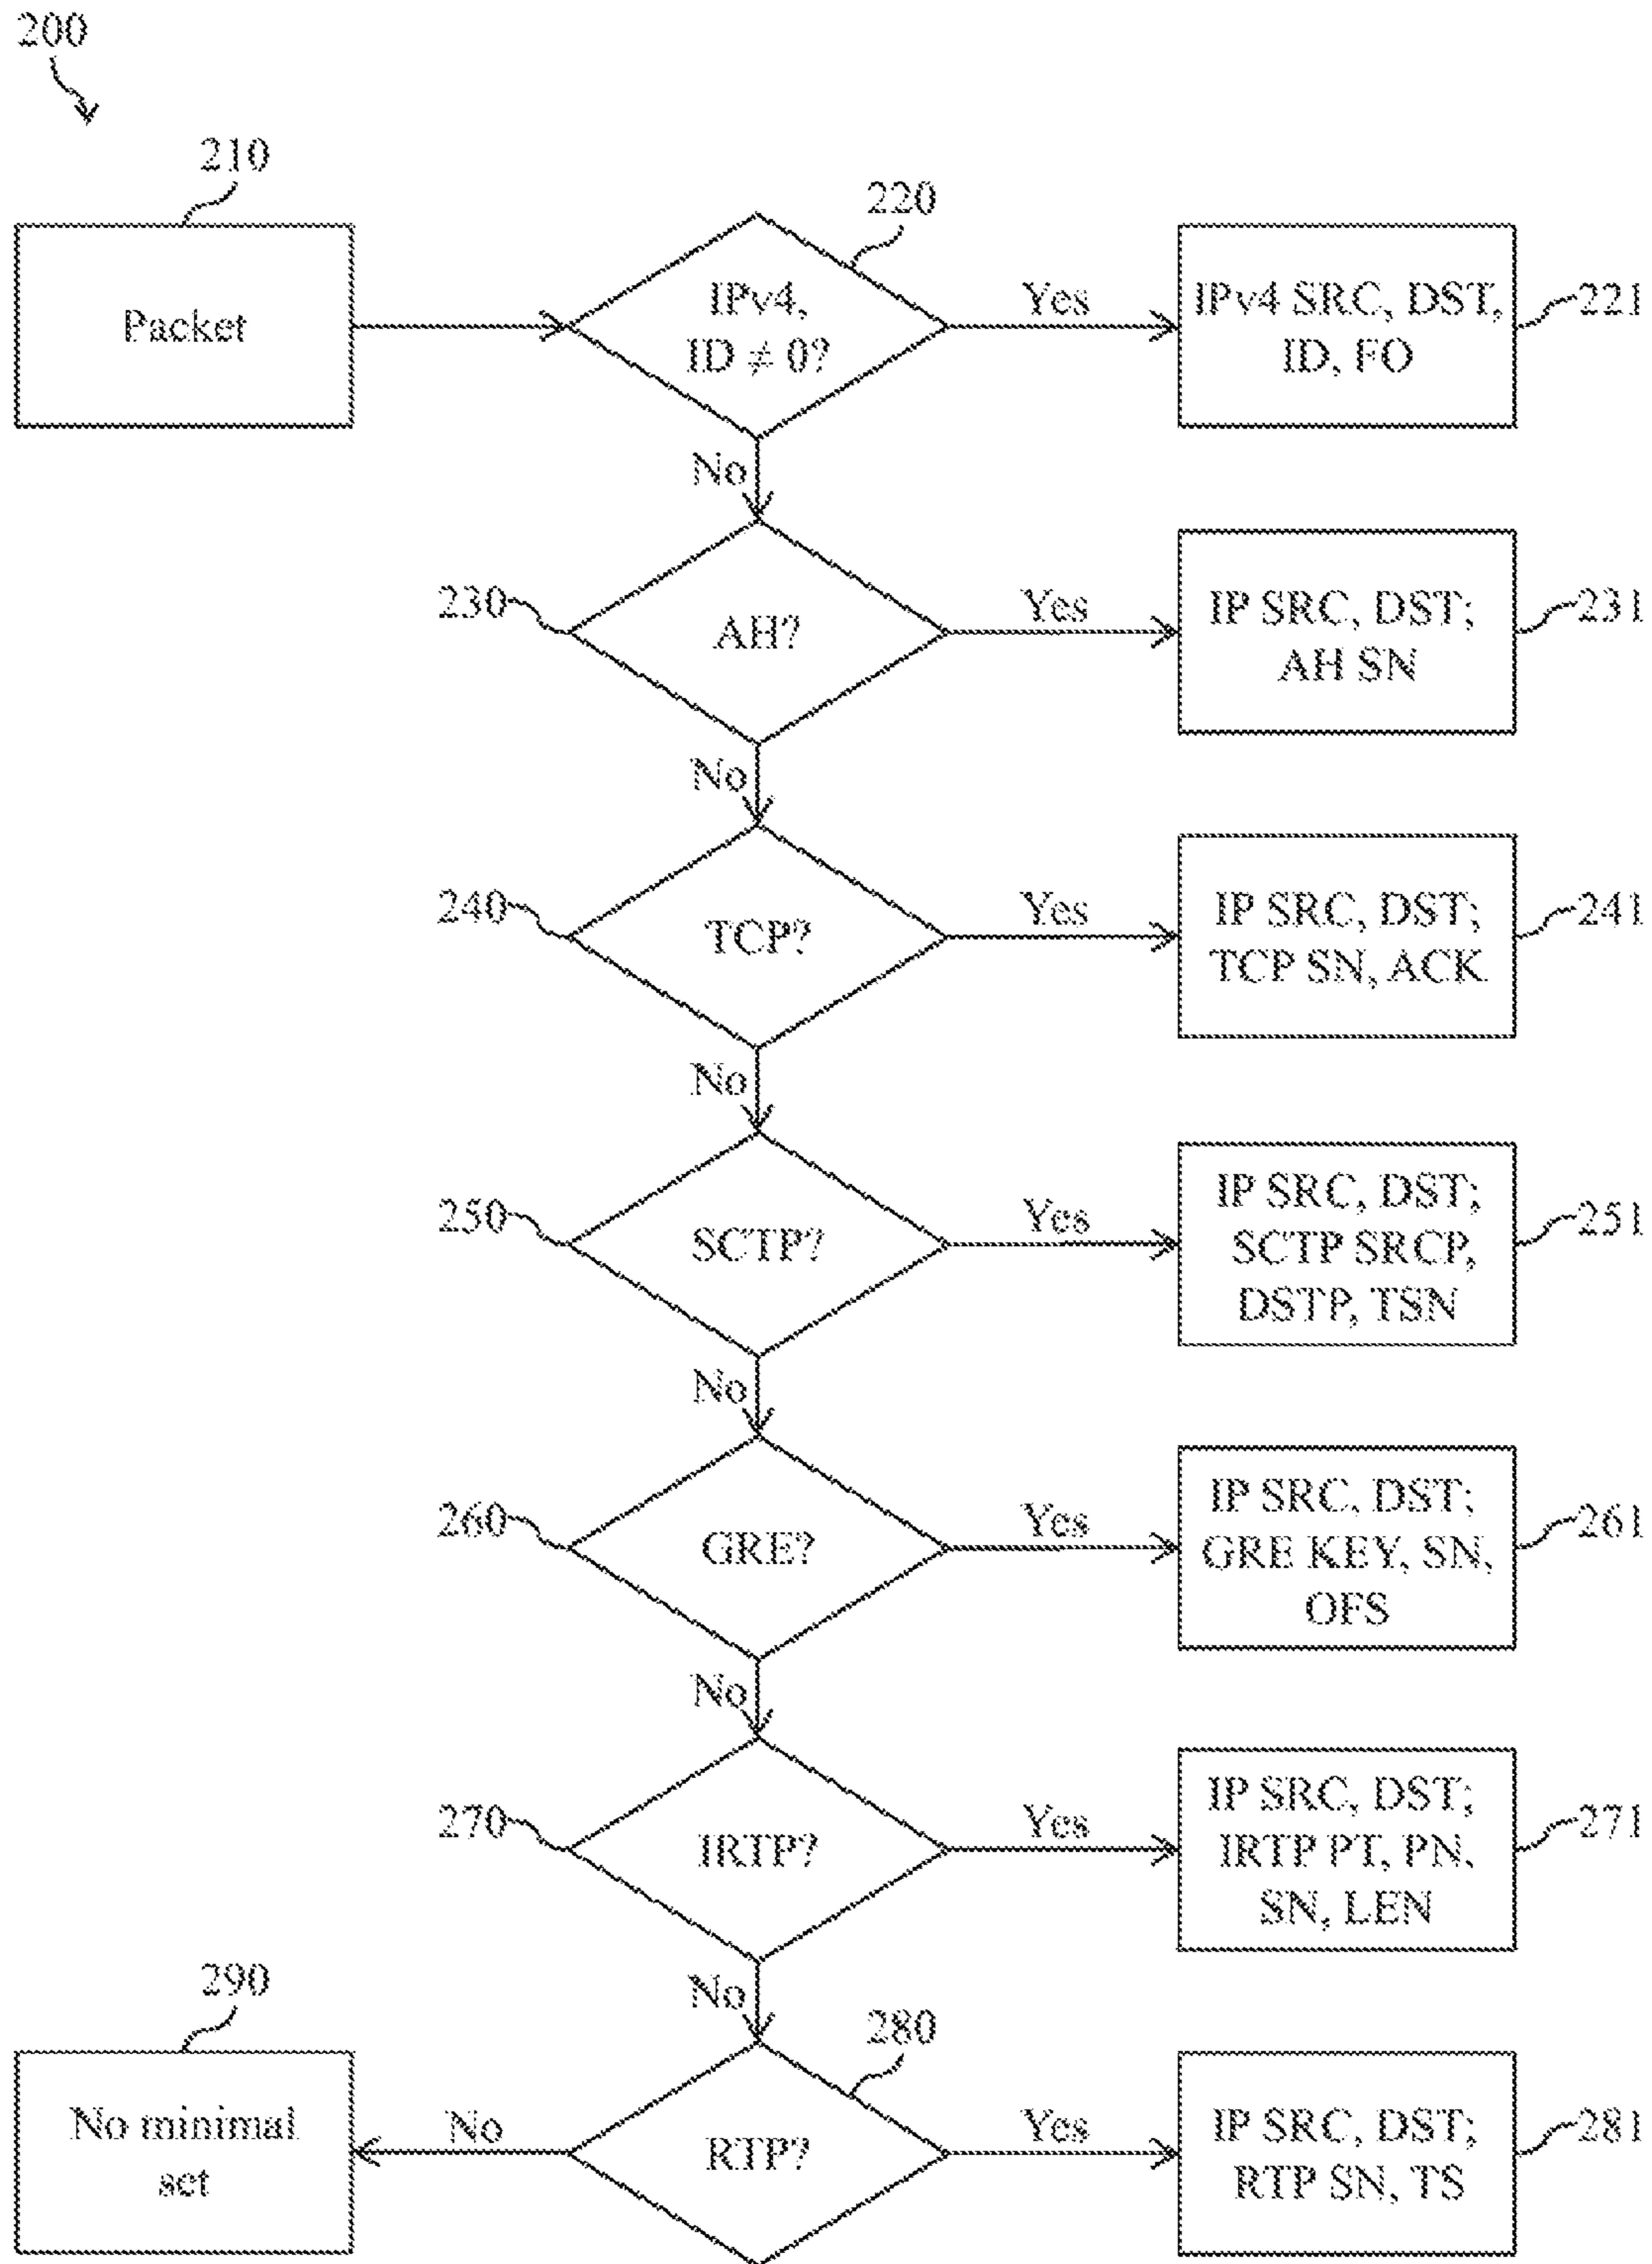 200
210
220
Packet
IPv4,
ID ≠ 0?
Yes
IPv4 SRC, DST,
ID, FO
221
No
230
AH?
Yes
IP SRC, DST;
AH SN
231
No
240
TCP?
Yes
IP SRC, DST;
TCP SN, ACK
241
No
250
SCTP?
Yes
IP SRC, DST;
SCTP SRCP,
DSTP, TSN
251
No
260
GRE?
Yes
IP SRC, DST;
GRE KEY, SN,
OFS
261
No
270
IRTP?
Yes
IP SRC, DST;
IRTP PT, PN,
SN, LEN
271
No
290
280
No minimal
set
No
RTP?
Yes
IP SRC, DST;
RTP SN, TS
281